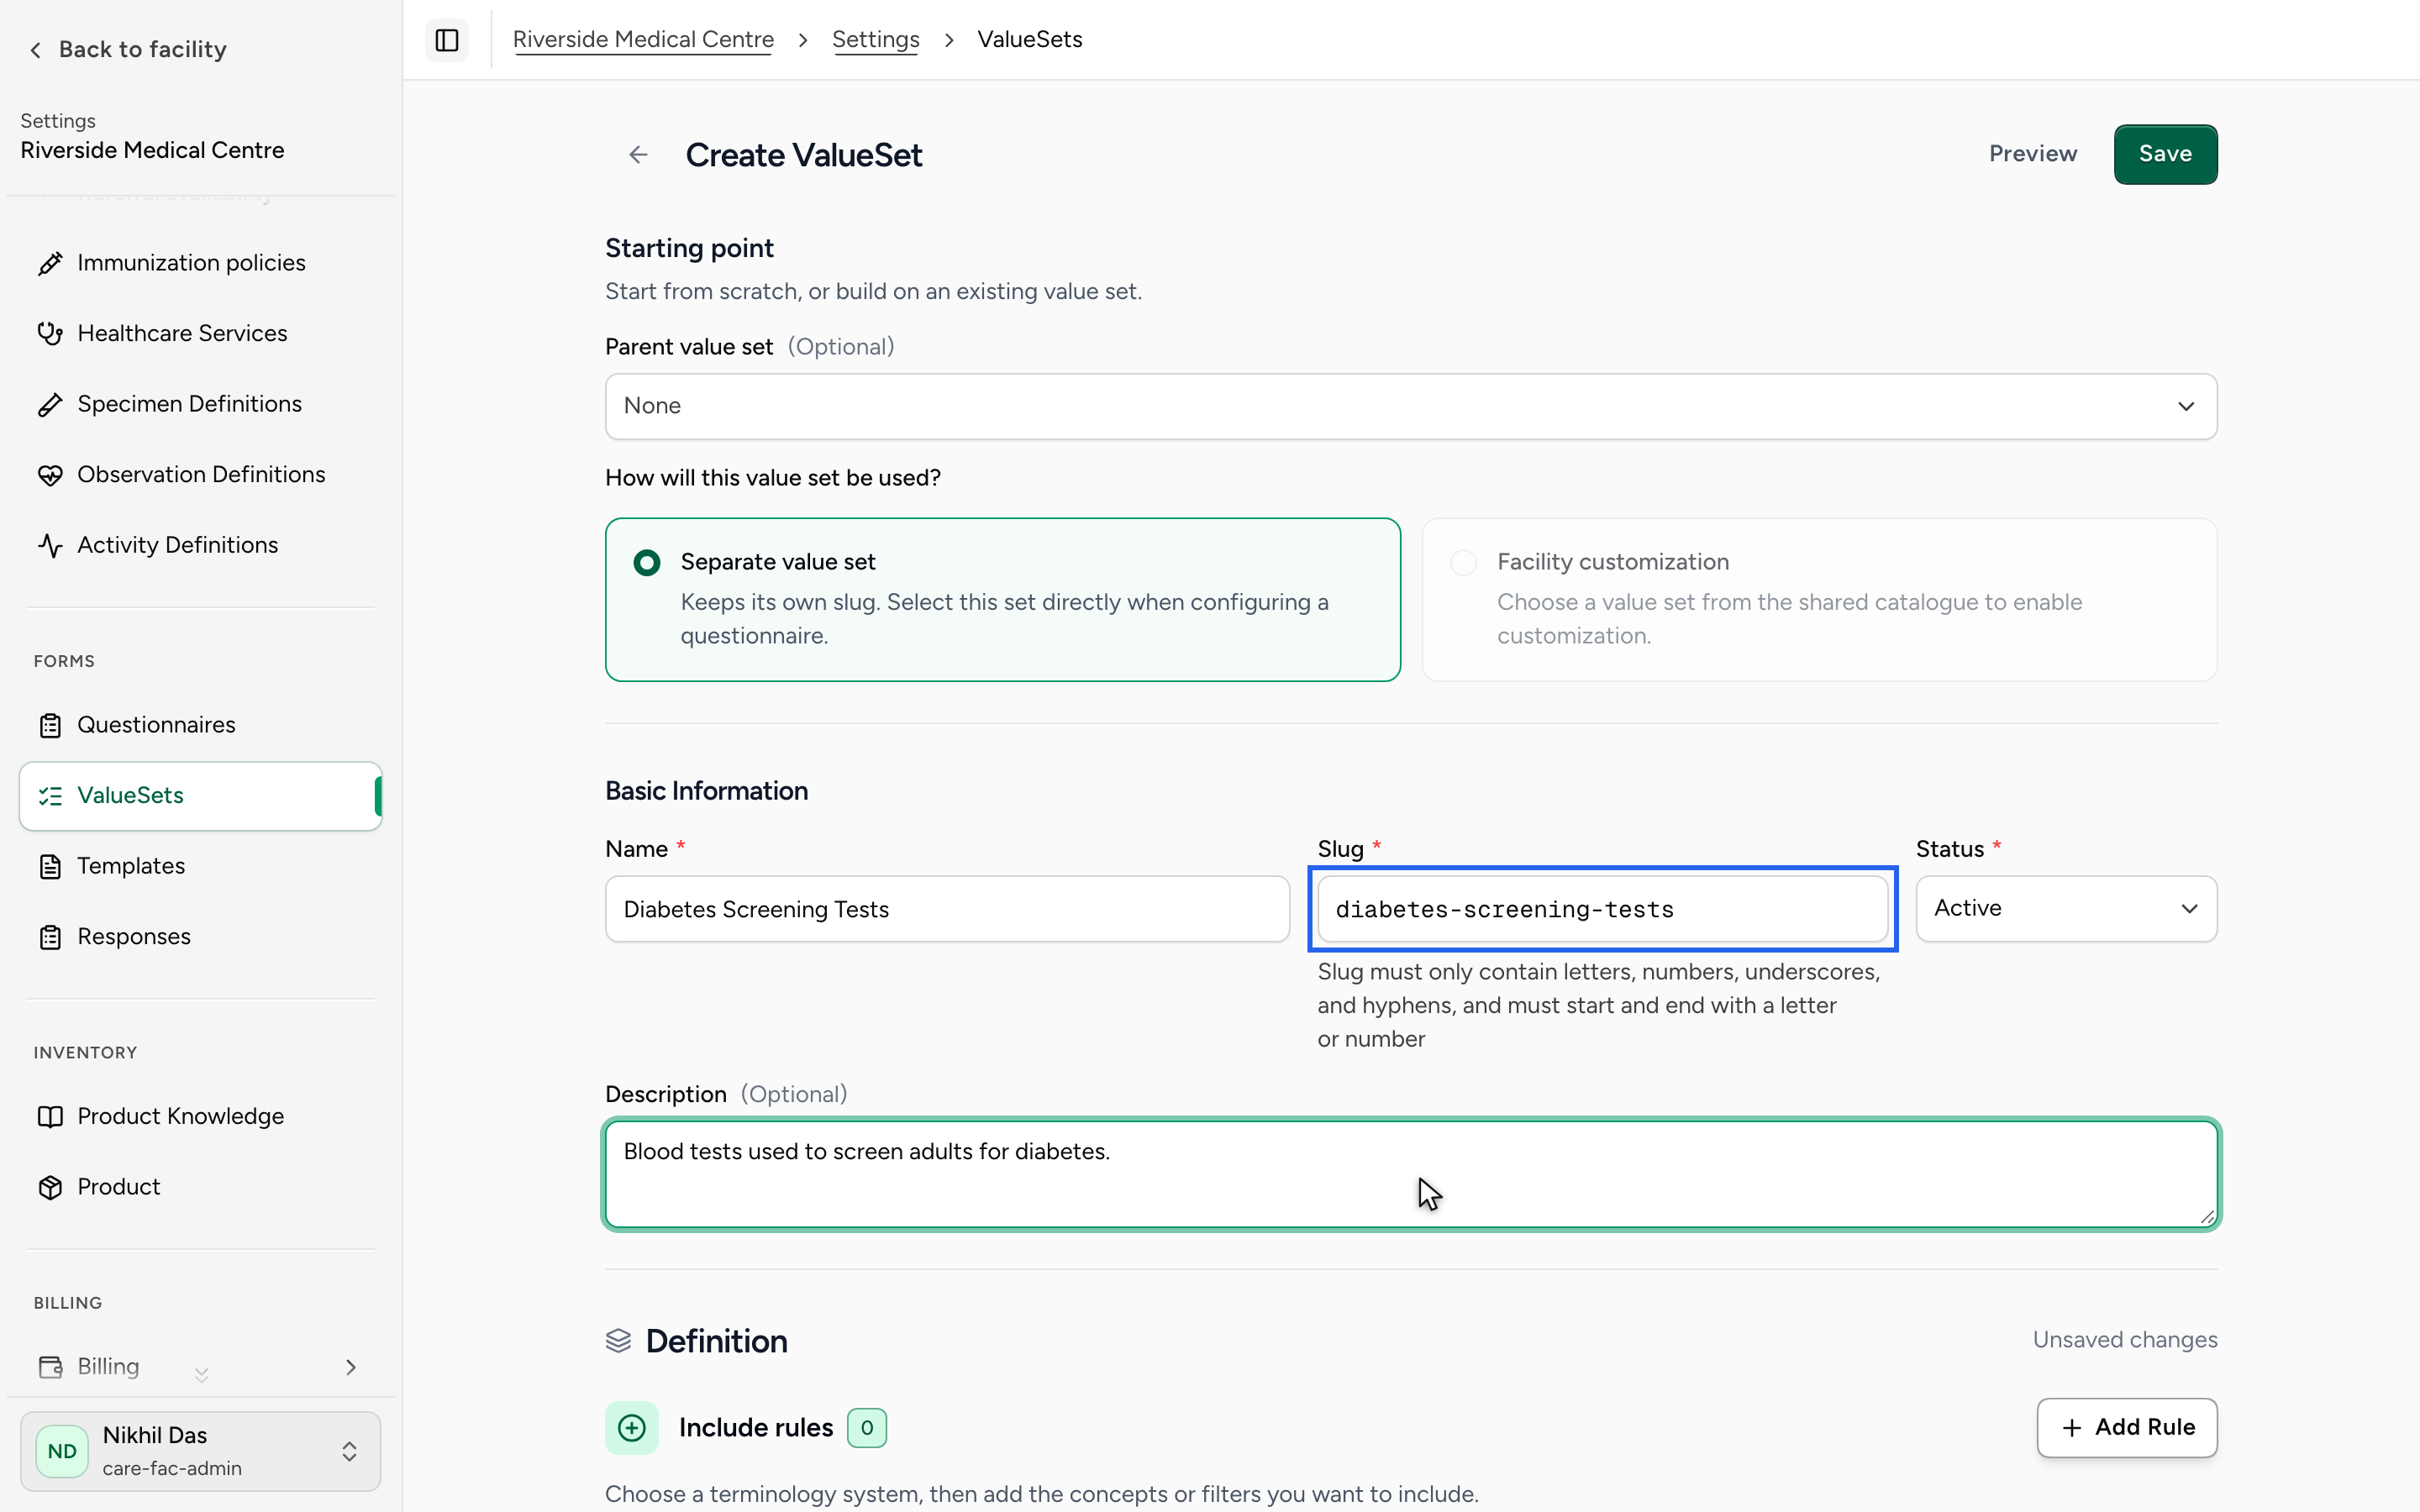 Back to facility
Settings
Riverside Medical Centre
Immunization policies
Healthcare Services
Specimen Definitions
Observation Definitions
Activity Definitions
FORMS
Questionnaires
ValueSets
Templates
Responses
INVENTORY
Product Knowledge
Product
BILLING
Billing
ND
Nikhil Das
care-fac-admin
Riverside Medical Centre > Settings > ValueSets
Create ValueSet
Preview
Save
Starting point
Start from scratch, or build on an existing value set.
Parent value set (Optional)
None
How will this value set be used?
Separate value set
Keeps its own slug. Select this set directly when configuring a
questionnaire.
Facility customization
Choose a value set from the shared catalogue to enable
customization.
Basic Information
Name *
Diabetes Screening Tests
Slug *
diabetes-screening-tests
Slug must only contain letters, numbers, underscores,
and hyphens, and must start and end with a letter
or number
Status *
Active
Description (Optional)
Blood tests used to screen adults for diabetes.
Definition
Unsaved changes
Include rules 0
+ Add Rule
Choose a terminology system, then add the concepts or filters you want to include.